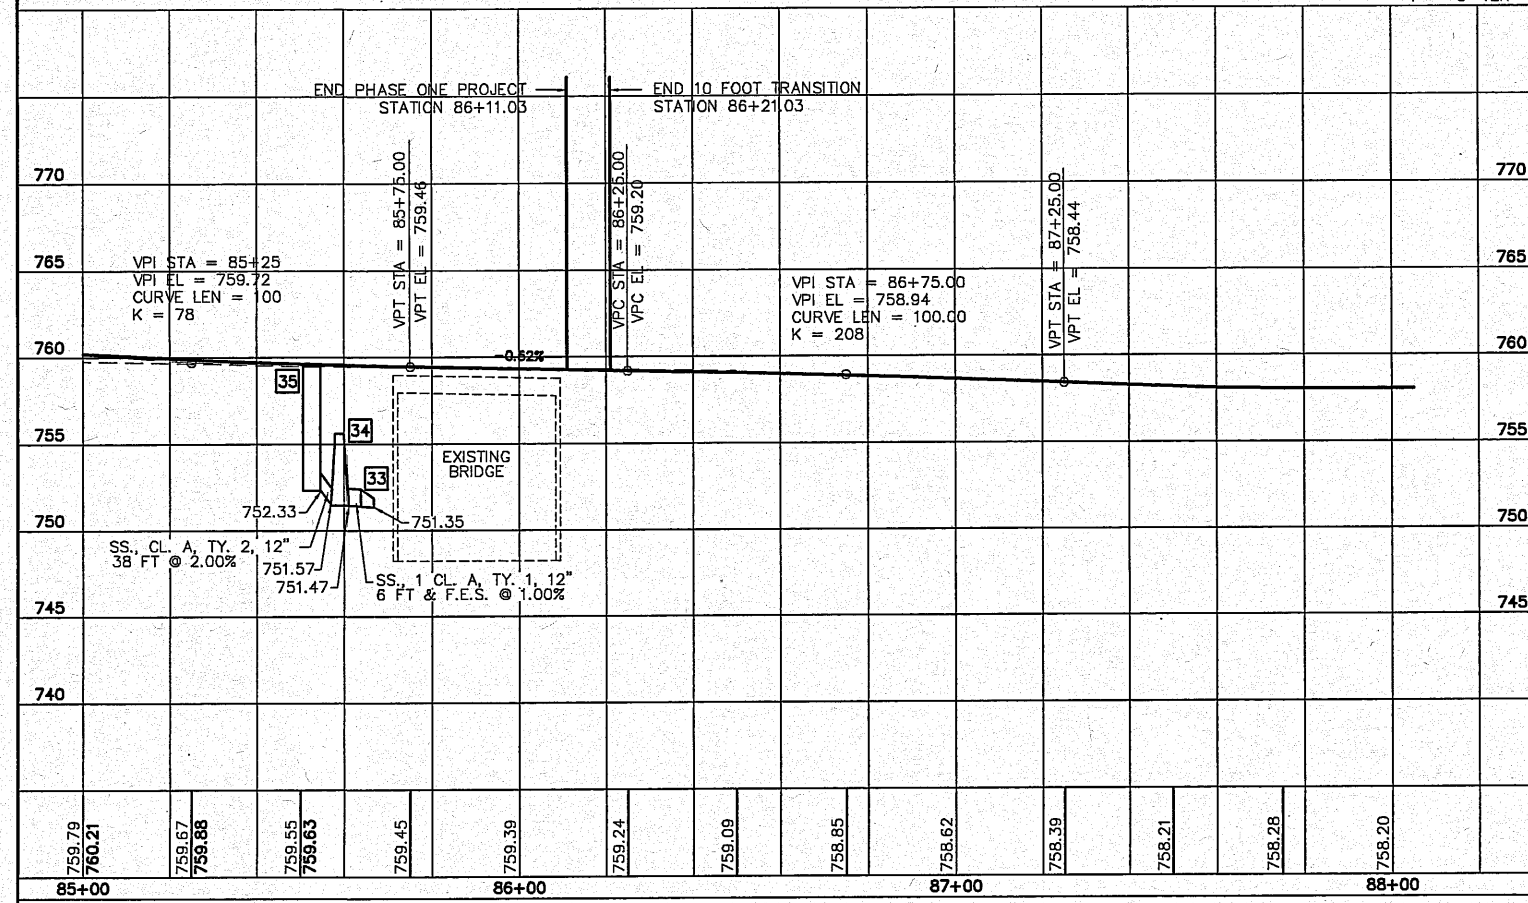 END PHASE ONE PROJECT
STATION 86+11.03
END 10 FOOT TRANSITION
STATION 86+21.03
770
770
VPT STA = 85+75.00
VPT EL = 759.46
VPC STA = 86+25.00
VPC EL = 759.20
VPT STA = 87+25.00
VPT EL = 758.44
765
765
VPI STA = 85+25
VPI EL = 759.72
CURVE LEN = 100
K = 78
VPI STA = 86+75.00
VPI EL = 758.94
CURVE LEN = 100.00
K = 208
760
-0.52%
760
35
34
33
755
755
EXISTING
BRIDGE
752.33
751.35
750
750
SS., CL. A, TY. 2, 12"
38 FT @ 2.00%
751.57
751.47
SS., 1 CL. A, TY. 1, 12"
6 FT & F.E.S. @ 1.00%
745
745
740
759.79
760.21
759.67
759.88
759.55
759.63
759.45
759.39
759.24
759.09
758.85
758.62
758.39
758.21
758.28
758.20
85+00
86+00
87+00
88+00